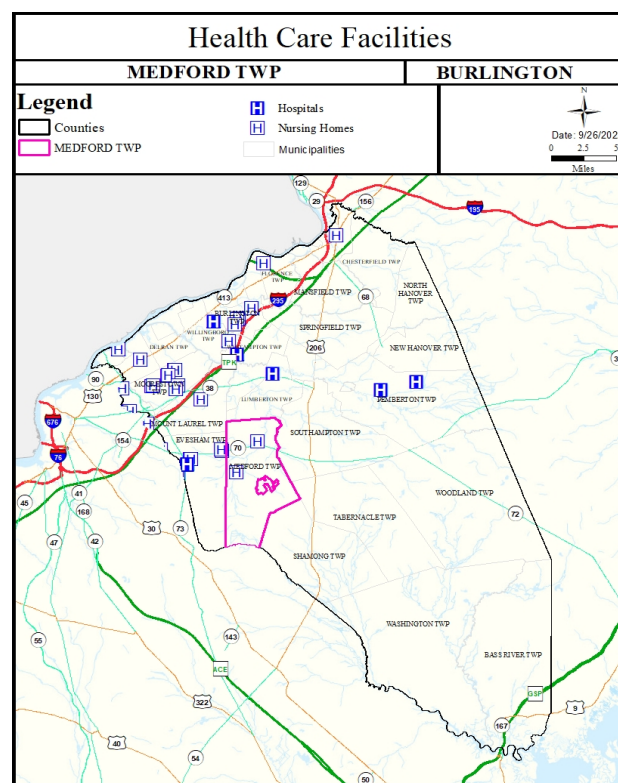 Health Care Facilities
MEDFORD TWP
BURLINGTON
Legend
Counties
MEDFORD TWP
Hospitals
Nursing Homes
Municipalities
N
Date: 9/26/202
0 2.5 5
Miles
129
29
156
195
CHESTERFIELD TWP
FLORENCE
TWP
NORTH
HANOVER
TWP
MANSFIELD TWP
68
413
295
BURLINGTON
WILLINGBORO
TWP
SPRINGFIELD TWP
206
DELRAN TWP
NEW HANOVER TWP
TPK
90
130
38
LUMBERTON TWP
PEMBERTON TWP
MOUNT LAUREL TWP
SOUTHAMPTON TWP
676
154
EVESHAM TWP
70
76
MEDFORD TWP
41
WOODLAND TWP
45
168
72
30
73
TABERNACLE TWP
47
42
SHAMONG TWP
WASHINGTON TWP
55
143
BASS RIVER TWP
ACE
GSP
322
9
167
40
54
50